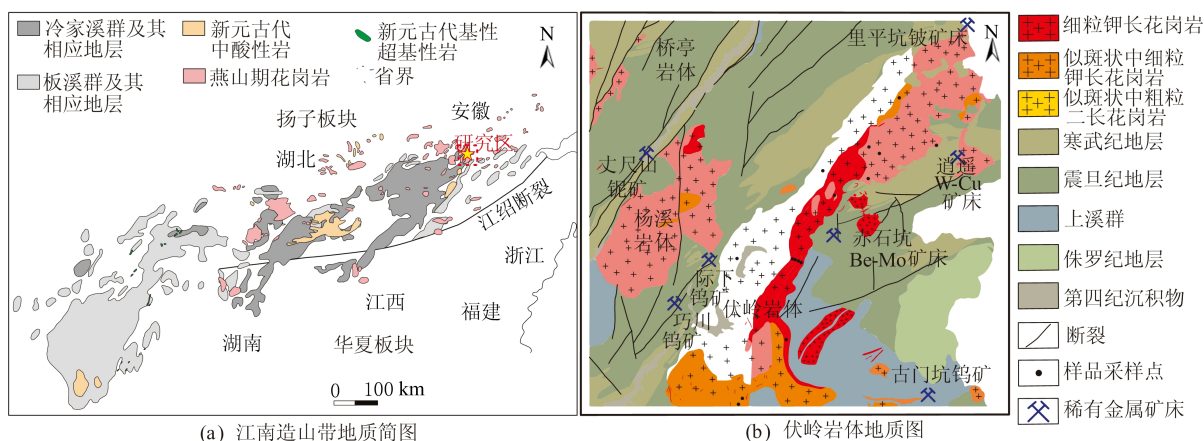 冷家溪群及其
相应地层
板溪群及其
相应地层
新元古代
中酸性岩
燕山期花岗岩
新元古代基性
超基性岩
省界
N
安徽
扬子板块
研究区
湖北
江绍断裂
浙江
江西
福建
湖南
华夏板块
0 100 km
(a) 江南造山带地质简图
桥亭
岩体
里平坑铍矿床
N
丈尺山
铌矿
逍遥
W-Cu
矿床
杨溪
岩体
赤石坑
Be-Mo矿床
际下
钨矿
伏岭岩体
巧川
钨矿
古门坑钨矿
(b) 伏岭岩体地质图
细粒钾长花岗岩
似斑状中细粒
钾长花岗岩
似斑状中粗粒
二长花岗岩
寒武纪地层
震旦纪地层
上溪群
侏罗纪地层
第四纪沉积物
断裂
样品采样点
稀有金属矿床